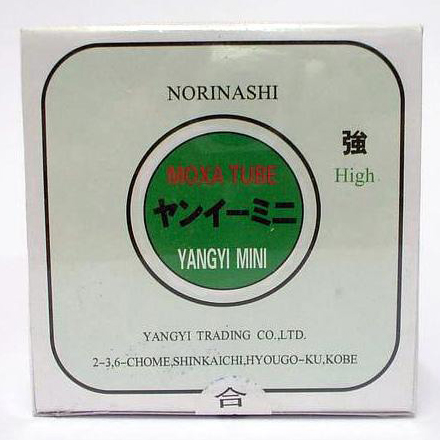 NORINASHI
強
High
MOXA TUBE
ヤンイーミニ
YANGYI MINI
YANGYI TRADING CO.,LTD.
2-3,6-CHOME,SHINKAICHI,HYOUGO-KU,KOBE
合